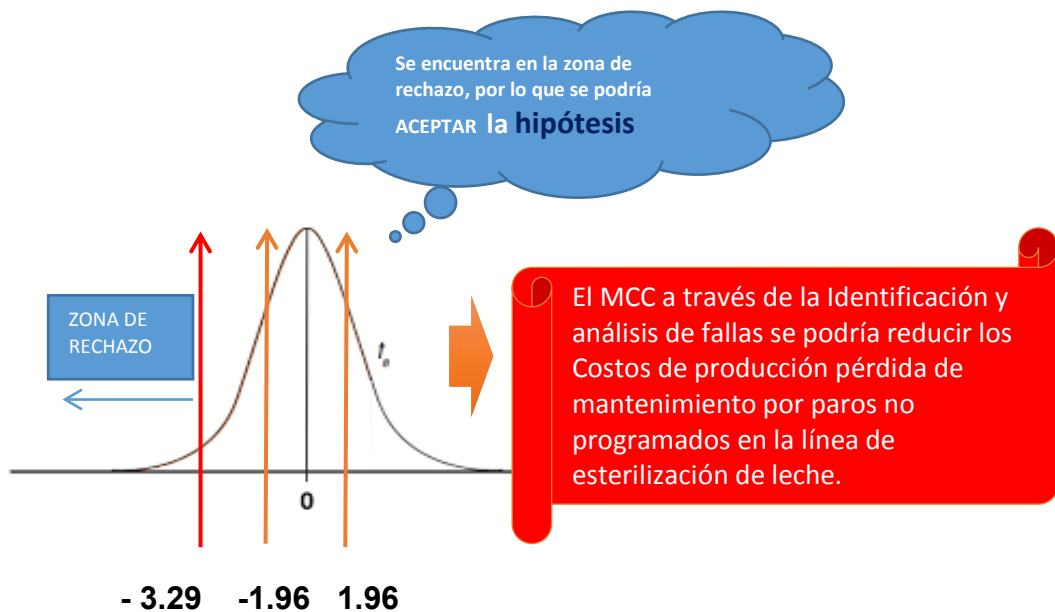 Se encuentra en la zona de
rechazo, por lo que se podría
ACEPTAR la hipótesis
ZONA DE
RECHAZO
El MCC a través de la Identificación y
análisis de fallas se podría reducir los
Costos de producción pérdida de
mantenimiento por paros no
programados en la línea de
esterilización de leche.
0
- 3.29 -1.96 1.96